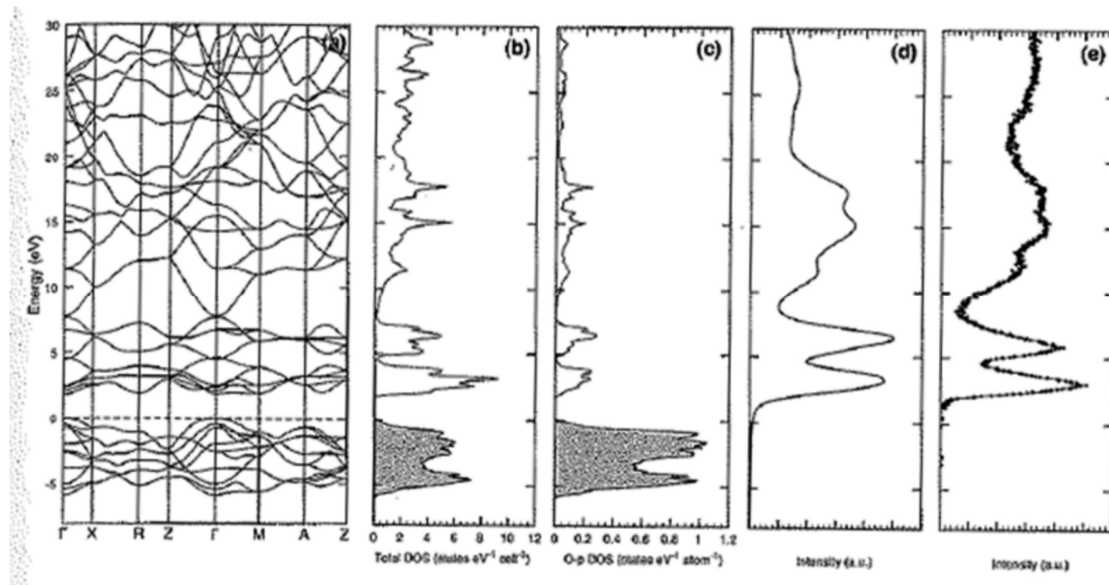 30
25
20
15
10
5
0
-5
Energy (eV)
Γ X R Z Γ M A Z
(a)
(b)
0 2 4 6 8 10 12
Total DOS (states eV⁻¹ cell⁻¹)
(c)
0 0.2 0.4 0.6 0.8 1 1.2
O-p DOS (states eV⁻¹ atom⁻¹)
(d)
Intensity (a.u.)
(e)
Intensity (a.u.)